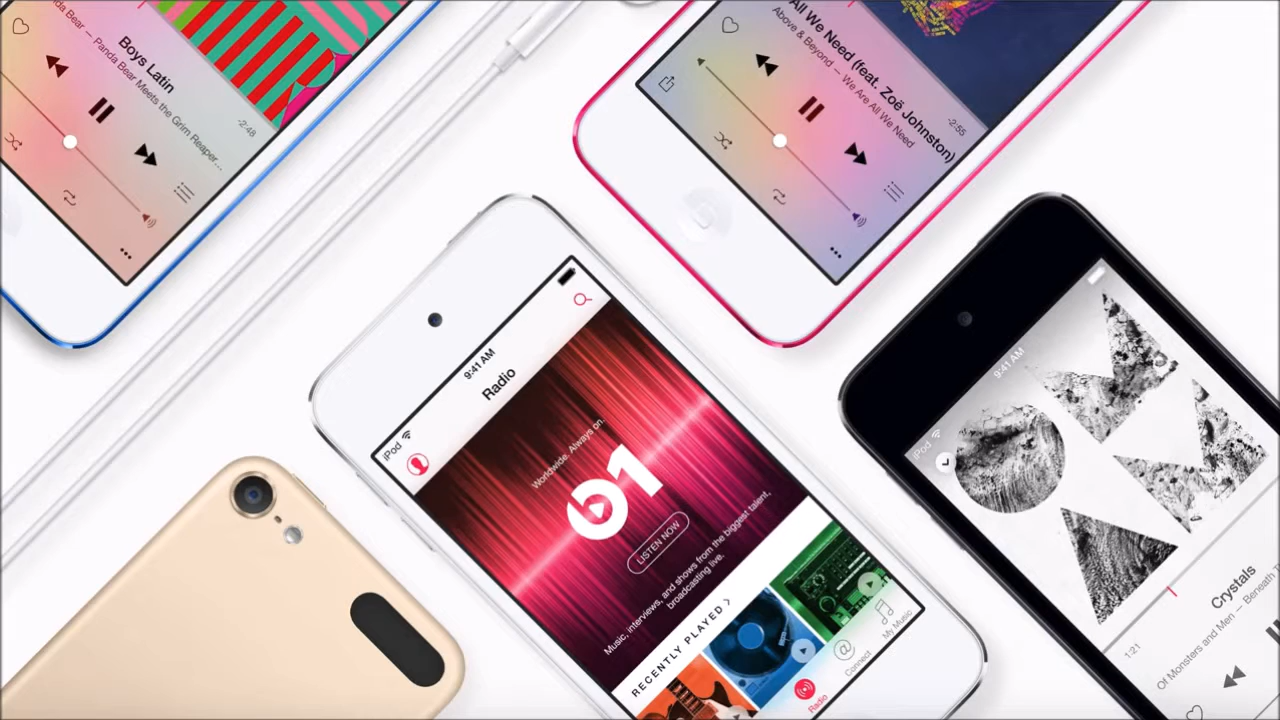 Boys Latin
Panda Bear — Panda Bear Meets the Grim Reaper...
-2:48
All We Need (feat. Zoë Johnston)
Above & Beyond — We Are All We Need
-2:55
iPod
9:41 AM
Radio
Worldwide. Always on.
b1
LISTEN NOW
Music, interviews, and shows from the biggest talent,
broadcasting live.
RECENTLY PLAYED >
Radio
@
Connect
My Music
iPod
9:41 AM
1:21
Crystals
Of Monsters and Men — Beneath